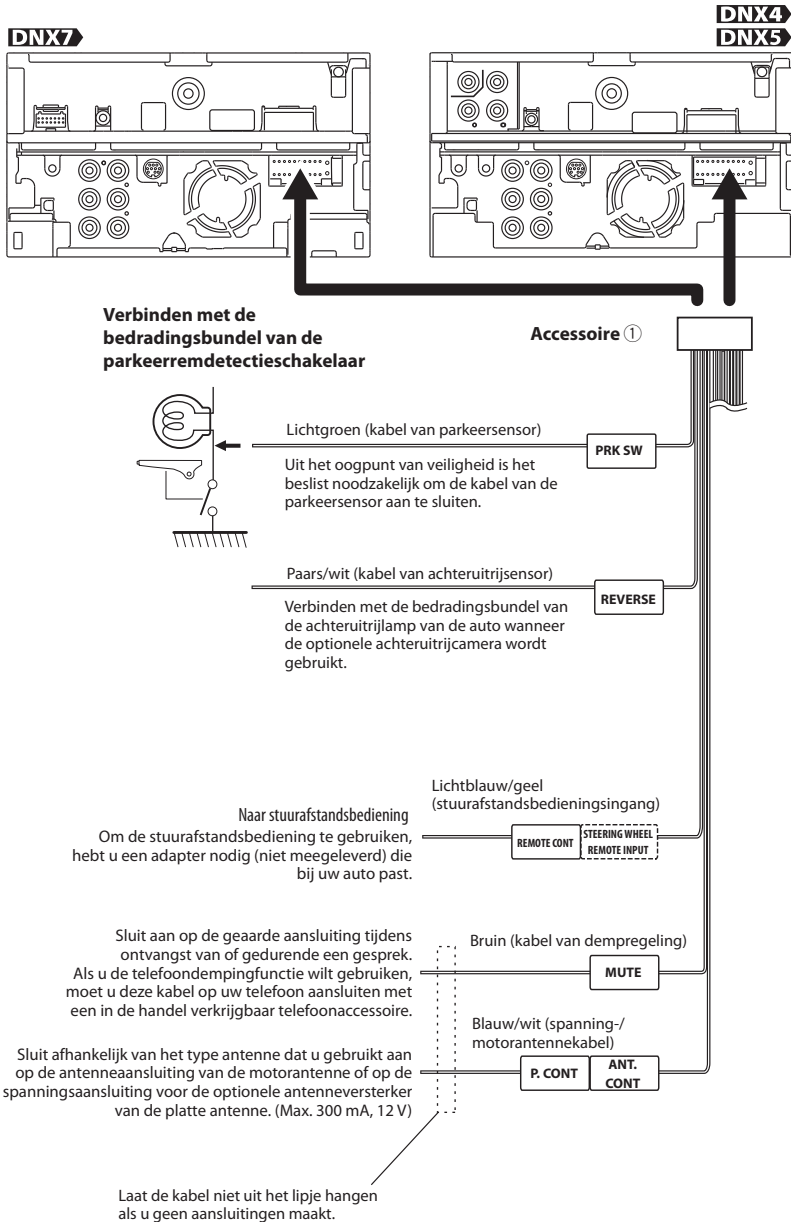 DNX7
DNX4
DNX5
Verbinden met de
bedradingsbundel van de
parkeerremdetectieschakelaar
Accessoire ①
Lichtgroen (kabel van parkeersensor)
PRK SW
Uit het oogpunt van veiligheid is het
beslist noodzakelijk om de kabel van de
parkeersensor aan te sluiten.
Paars/wit (kabel van achteruitrijsensor)
REVERSE
Verbinden met de bedradingsbundel van
de achteruitrijlamp van de auto wanneer
de optionele achteruitrijcamera wordt
gebruikt.
Lichtblauw/geel
(stuurafstandsbedieningsingang)
Naar stuurafstandsbediening
Om de stuurafstandsbediening te gebruiken,
hebt u een adapter nodig (niet meegeleverd) die
bij uw auto past.
REMOTE CONT
STEERING WHEEL
REMOTE INPUT
Sluit aan op de geaarde aansluiting tijdens
ontvangst van of gedurende een gesprek.
Als u de telefoondempingfunctie wilt gebruiken,
moet u deze kabel op uw telefoon aansluiten met
een in de handel verkrijgbaar telefoonaccessoire.
Bruin (kabel van dempregeling)
MUTE
Blauw/wit (spanning-/
motorantennekabel)
P. CONT
ANT.
CONT
Sluit afhankelijk van het type antenne dat u gebruikt aan
op de antenneaansluiting van de motorantenne of op de
spanningsaansluiting voor de optionele antenneversterker
van de platte antenne. (Max. 300 mA, 12 V)
Laat de kabel niet uit het lipje hangen
als u geen aansluitingen maakt.